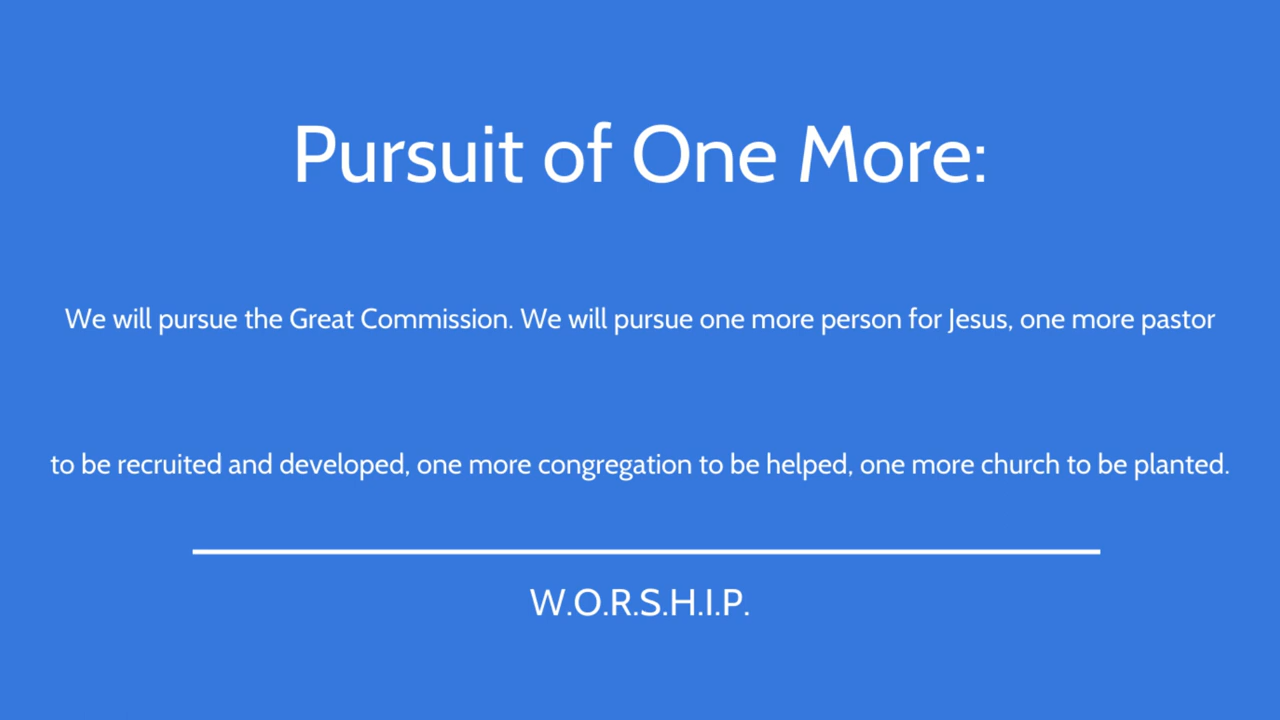 Pursuit of One More:
We will pursue the Great Commission. We will pursue one more person for Jesus, one more pastor
to be recruited and developed, one more congregation to be helped, one more church to be planted.
W.O.R.S.H.I.P.